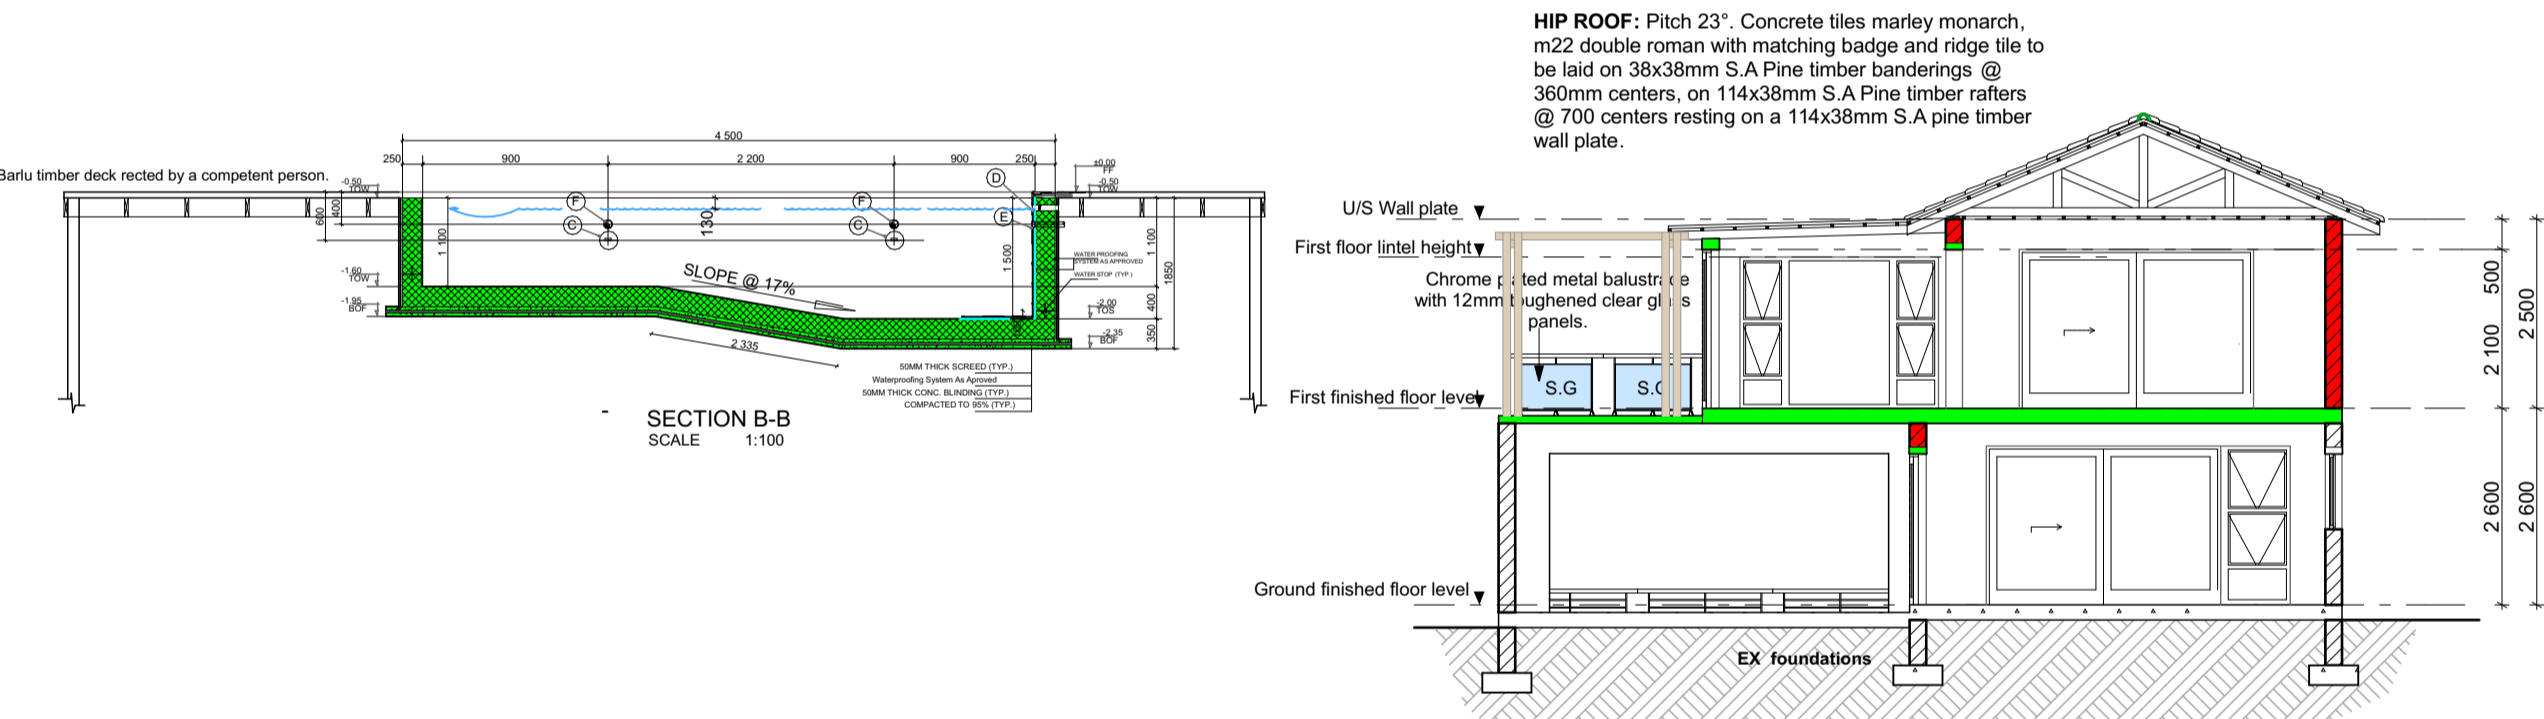 HIP ROOF: Pitch 23°. Concrete tiles marley monarch,
m22 double roman with matching badge and ridge tile to
be laid on 38x38mm S.A Pine timber banderings @
360mm centers, on 114x38mm S.A Pine timber rafters
@ 700 centers resting on a 114x38mm S.A pine timber
wall plate.
4 500
250
900
2 200
900
250
Barlu timber deck rected by a competent person.
-0.50
TOW
600
400
1 100
-1.60
TOW
-1.95
BOF
F
C
130
F
C
D
E
±0.00
FF
-0.50
TOW
1 500
1 100
1850
400
350
WATER PROOFING
SYSTEM AS APPROVED
WATER STOP (TYP.)
-2.00
TOS
-2.35
BOF
SLOPE @ 17%
2 335
50MM THICK SCREED (TYP.)
Waterproofing System As Aproved
50MM THICK CONC. BLINDING (TYP.)
COMPACTED TO 95% (TYP.)
SECTION B-B
SCALE 1:100
U/S Wall plate
First floor lintel height
Chrome plated metal balustrade
with 12mm toughened clear glass
panels.
S.G
S.G
First finished floor level
Ground finished floor level
EX foundations
500
2 100
2 500
2 600
2 600